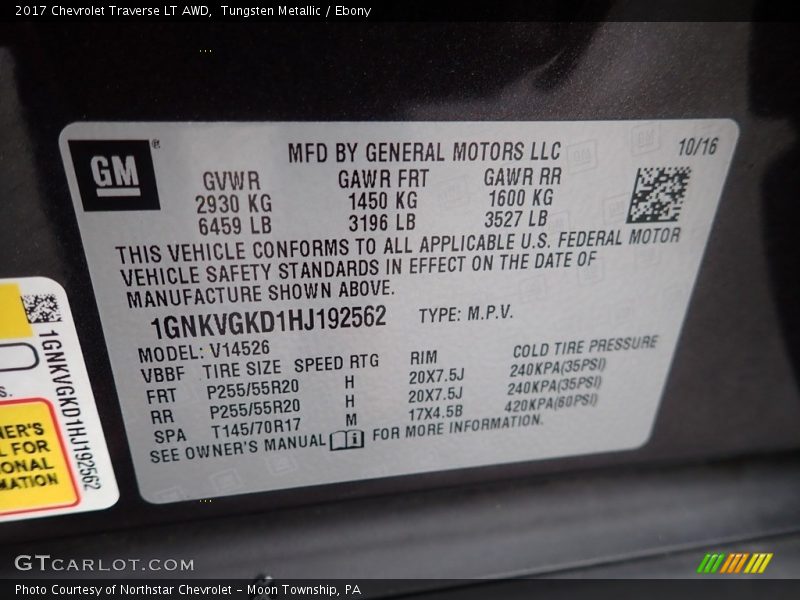 2017 Chevrolet Traverse LT AWD, Tungsten Metallic / Ebony
GM®
MFD BY GENERAL MOTORS LLC
10/16
GVWR GAWR FRT GAWR RR
2930 KG 1450 KG 1600 KG
6459 LB 3196 LB 3527 LB
THIS VEHICLE CONFORMS TO ALL APPLICABLE U.S. FEDERAL MOTOR
VEHICLE SAFETY STANDARDS IN EFFECT ON THE DATE OF
MANUFACTURE SHOWN ABOVE.
1GNKVGKD1HJ192562 TYPE: M.P.V.
MODEL: V14526
VBBF TIRE SIZE SPEED RTG RIM COLD TIRE PRESSURE
FRT P255/55R20 H 20X7.5J 240KPA(35PSI)
RR P255/55R20 H 20X7.5J 240KPA(35PSI)
SPA T145/70R17 M 17X4.5B 420KPA(60PSI)
SEE OWNER'S MANUAL FOR MORE INFORMATION.
1GNKVGKD1HJ192562
S.
NER'S
L FOR
IONAL
MATION
GTCARLOT.COM
Photo Courtesy of Northstar Chevrolet - Moon Township, PA